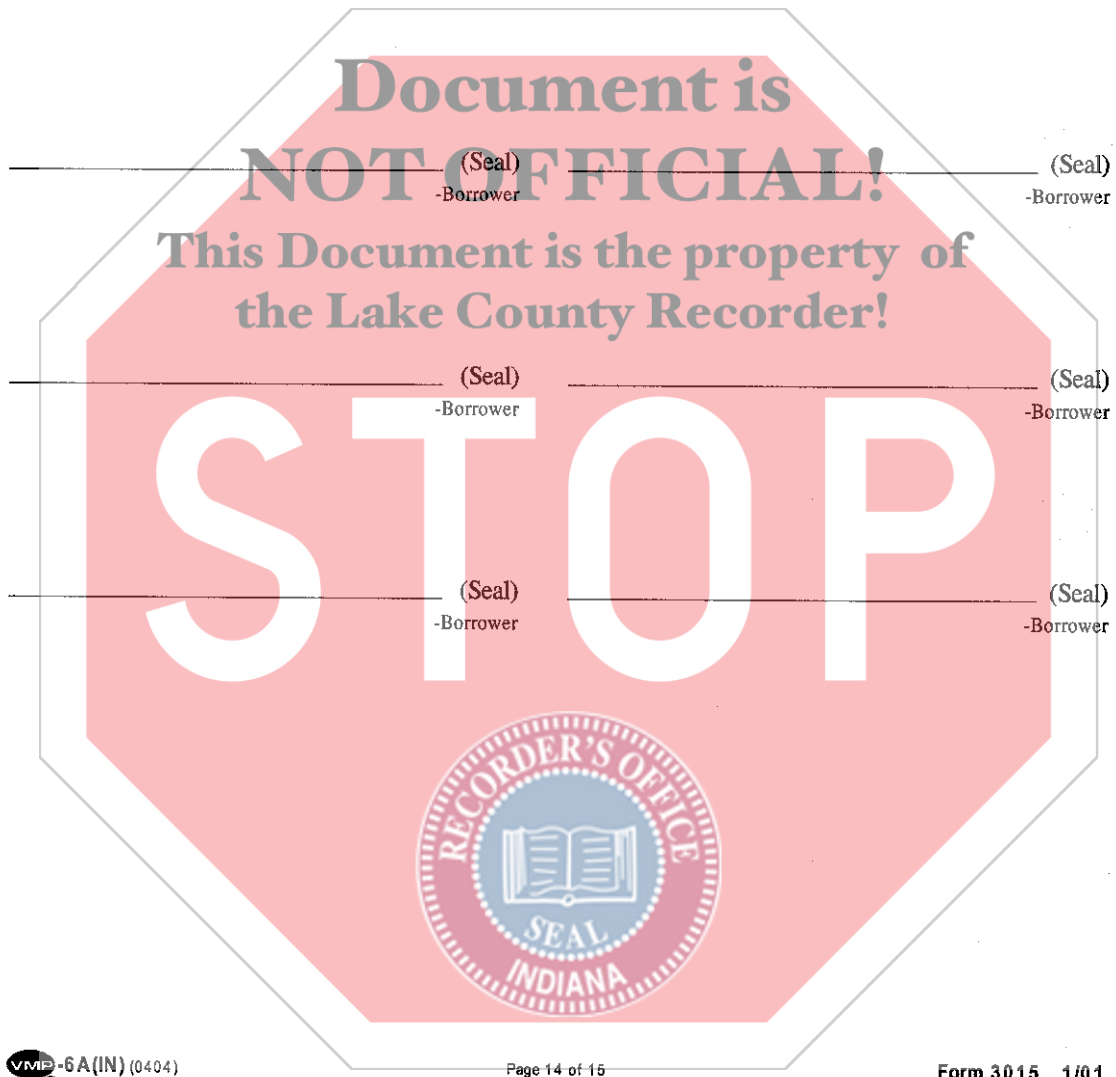 Document is
NOT OFFICIAL!
This Document is the property of
the Lake County Recorder!
(Seal) (Seal)
-Borrower -Borrower
(Seal) (Seal)
-Borrower -Borrower
STOP
(Seal) (Seal)
-Borrower -Borrower
RECORDER'S OFFICE
SEAL
INDIANA
VMP-6A(IN) (0404) Page 14 of 15 Form 3015 1/01